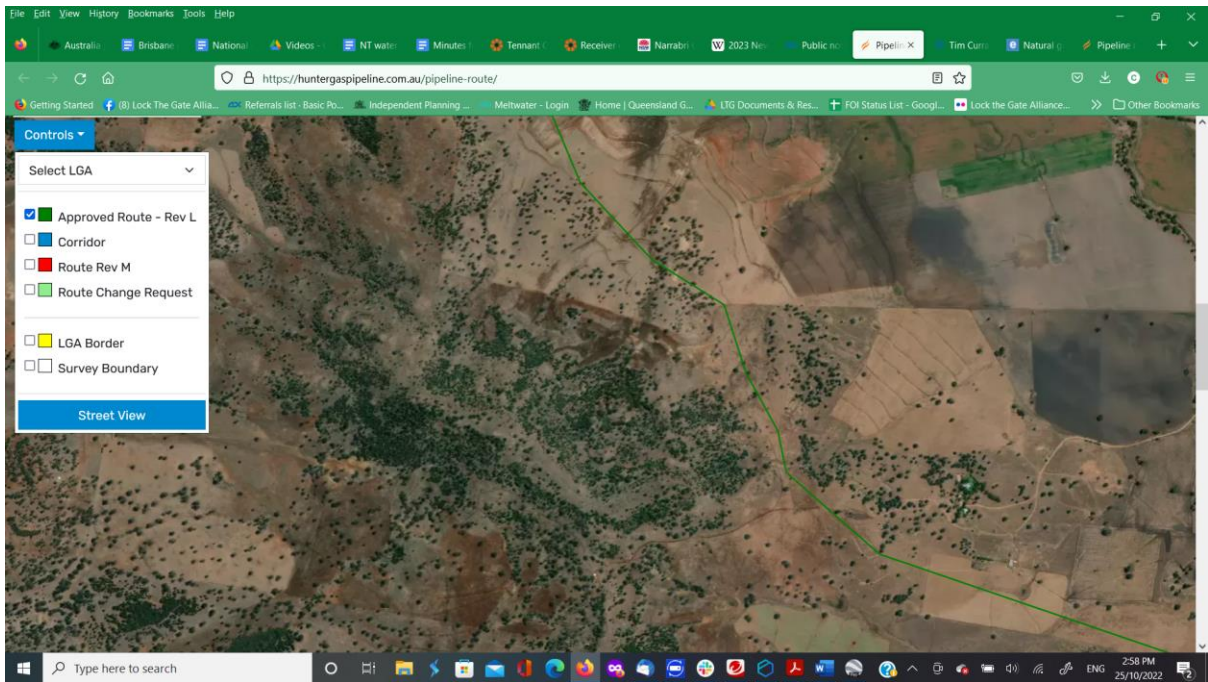 File Edit View History Bookmarks Tools Help
Australia Brisbane National Videos - NT water Minutes Tennant C Receiver Narrabri W 2023 Nev Public no Pipelin Tim Curra Natural g Pipeline
https://huntergaspipeline.com.au/pipeline-route/
Getting Started (8) Lock The Gate Allia... Referrals list - Basic Po... Independent Planning ... Meltwater - Login Home | Queensland G... LTG Documents & Res... FOI Status List - Googl... Lock the Gate Alliance... Other Bookmarks
Controls
Select LGA
Approved Route - Rev L
Corridor
Route Rev M
Route Change Request
LGA Border
Survey Boundary
Street View
Type here to search
ENG
2:58 PM
25/10/2022
2